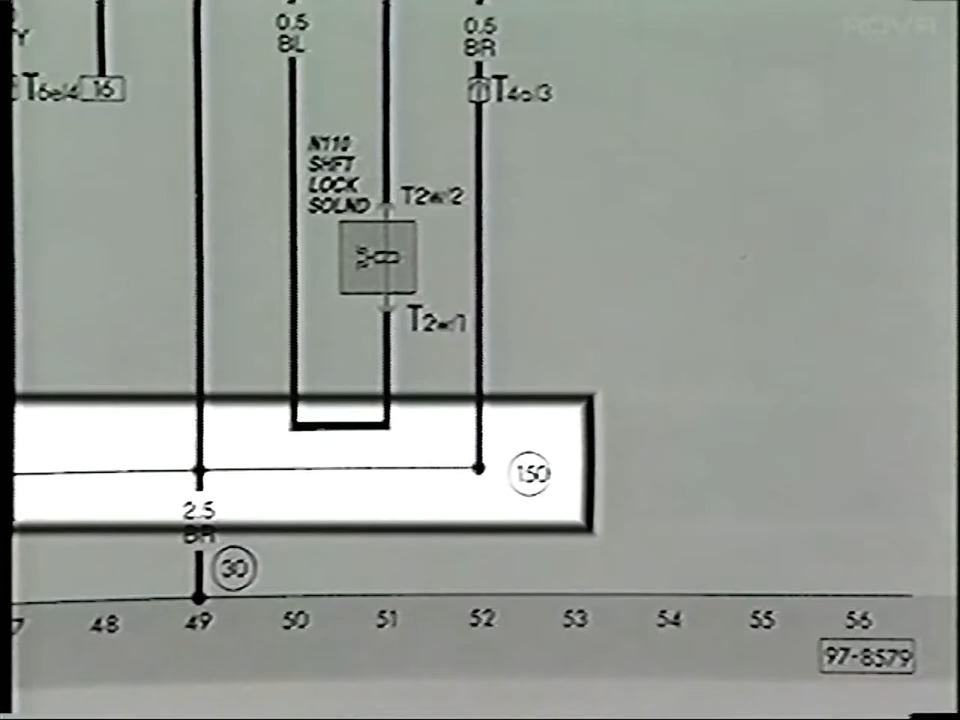 0.5
BL
0.5
BR
T6e/4
16
T4a/3
N110
SHFT
LOCK
SOLND
T2w/2
T2w/1
150
2.5
BR
30
48 49 50 51 52 53 54 55 56
97-8579